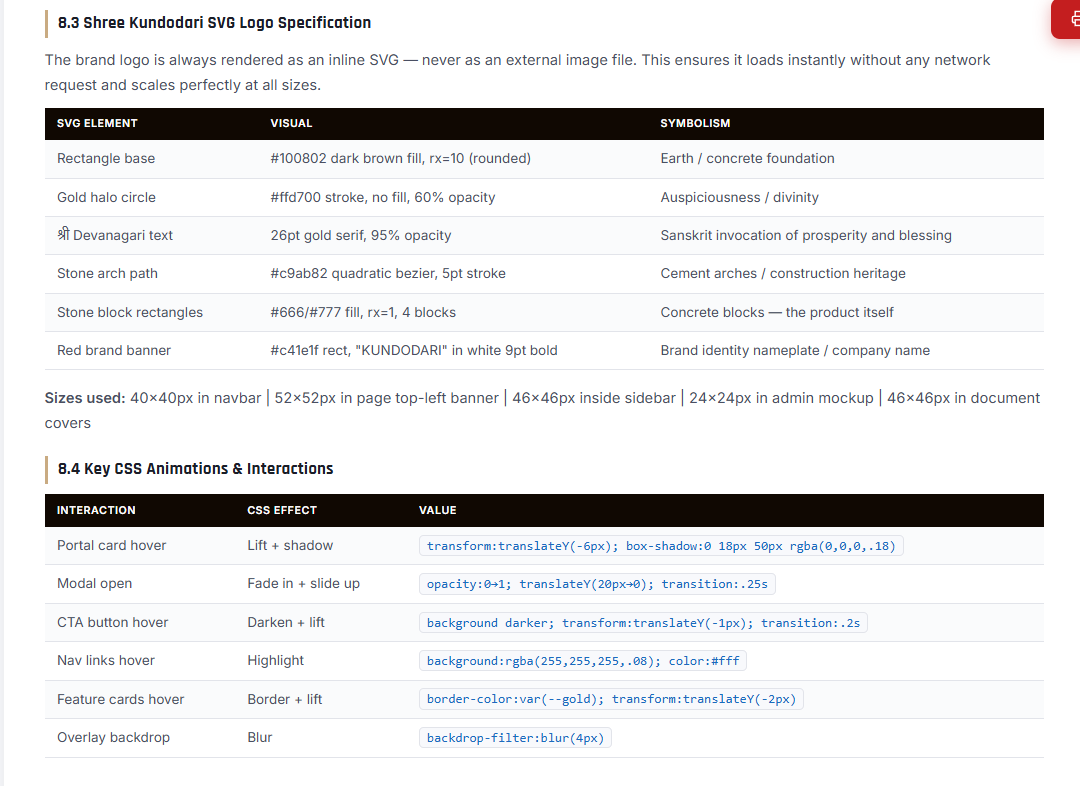 8.3 Shree Kundodari SVG Logo Specification
The brand logo is always rendered as an inline SVG — never as an external image file. This ensures it loads instantly without any network
request and scales perfectly at all sizes.
SVG ELEMENT VISUAL SYMBOLISM
Rectangle base #100802 dark brown fill, rx=10 (rounded) Earth / concrete foundation
Gold halo circle #ffd700 stroke, no fill, 60% opacity Auspiciousness / divinity
श्री Devanagari text 26pt gold serif, 95% opacity Sanskrit invocation of prosperity and blessing
Stone arch path #c9ab82 quadratic bezier, 5pt stroke Cement arches / construction heritage
Stone block rectangles #666/#777 fill, rx=1, 4 blocks Concrete blocks — the product itself
Red brand banner #c41e1f rect, "KUNDODARI" in white 9pt bold Brand identity nameplate / company name
Sizes used: 40×40px in navbar | 52×52px in page top-left banner | 46×46px inside sidebar | 24×24px in admin mockup | 46×46px in document
covers
8.4 Key CSS Animations & Interactions
INTERACTION CSS EFFECT VALUE
Portal card hover Lift + shadow transform:translateY(-6px); box-shadow:0 18px 50px rgba(0,0,0,.18)
Modal open Fade in + slide up opacity:0→1; translateY(20px→0); transition:.25s
CTA button hover Darken + lift background darker; transform:translateY(-1px); transition:.2s
Nav links hover Highlight background:rgba(255,255,255,.08); color:#fff
Feature cards hover Border + lift border-color:var(--gold); transform:translateY(-2px)
Overlay backdrop Blur backdrop-filter:blur(4px)